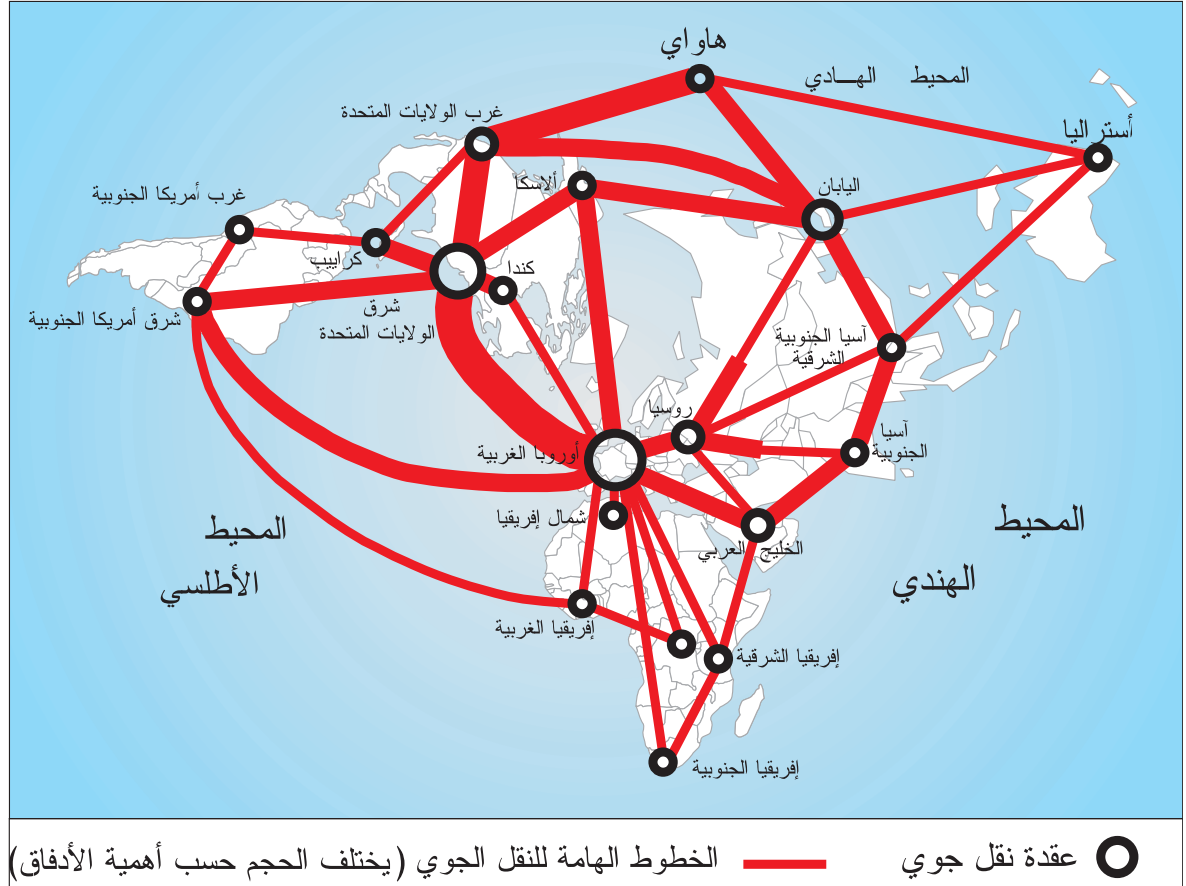 هاواي
المحيط الهـــادي
غرب الولايات المتحدة
أستراليا
ألاسكا
اليابان
غرب أمريكا الجنوبية
كراييب
كندا
شرق أمريكا الجنوبية
شرق
الولايات المتحدة
آسيا الجنوبية
الشرقية
روسيا
آسيا
الجنوبية
أوروبا الغربية
شمال إفريقيا
الخليج العربي
المحيط
الهندي
المحيط
الأطلسي
إفريقيا الغربية
إفريقيا الشرقية
إفريقيا الجنوبية
عقدة نقل جوي
الخطوط الهامة للنقل الجوي (يختلف الحجم حسب أهمية الأدفاق)